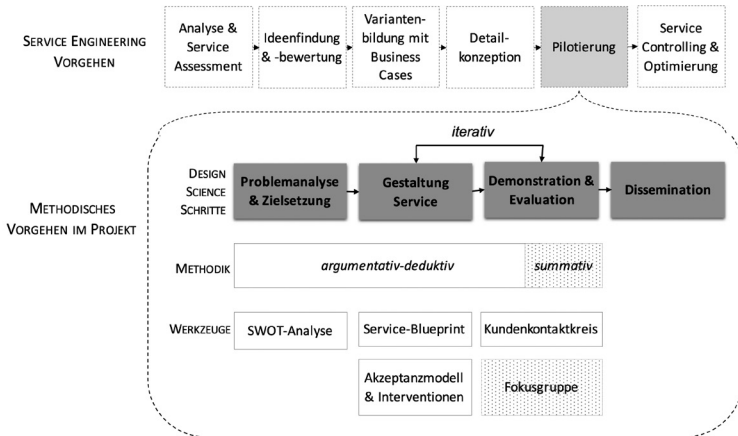 SERVICE ENGINEERING
VORGEHEN
Analyse &
Service
Assessment
Ideenfindung
& -bewertung
Varianten-
bildung mit
Business
Cases
Detail-
konzeption
Pilotierung
Service
Controlling &
Optimierung
METHODISCHES
VORGEHEN IM PROJEKT
iterativ
DESIGN
SCIENCE
SCHRITTE
Problemanalyse
& Zielsetzung
Gestaltung
Service
Demonstration &
Evaluation
Dissemination
METHODIK
argumentativ-deduktiv
summativ
WERKZEUGE
SWOT-Analyse
Service-Blueprint
Kundenkontaktkreis
Akzeptanzmodell
& Interventionen
Fokusgruppe